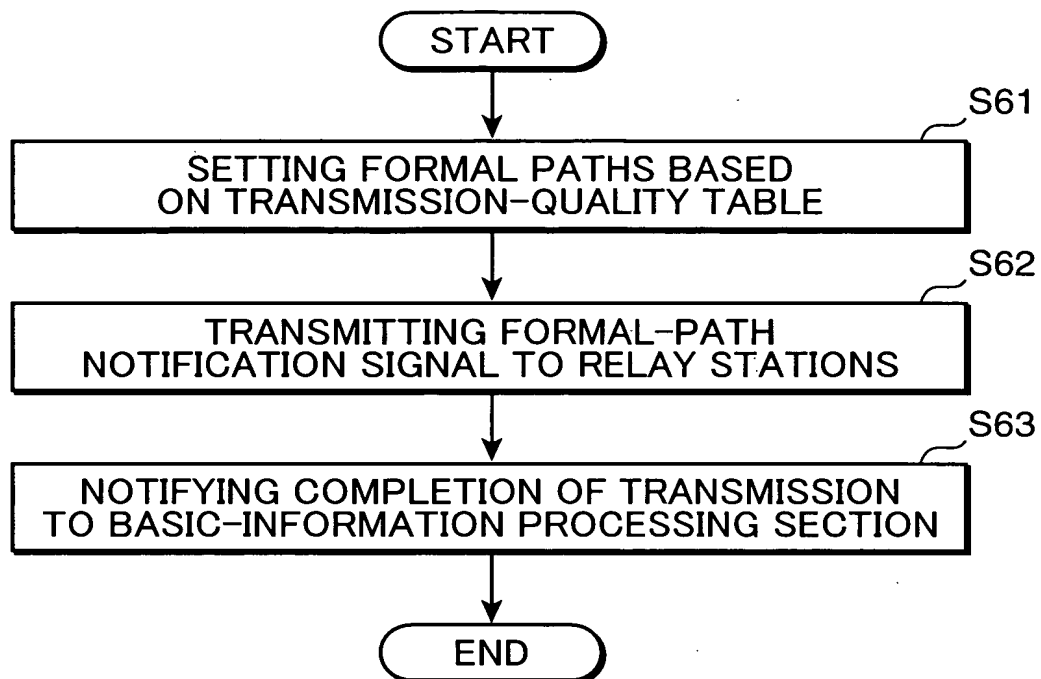 START
S61
SETTING FORMAL PATHS BASED
ON TRANSMISSION-QUALITY TABLE
S62
TRANSMITTING FORMAL-PATH
NOTIFICATION SIGNAL TO RELAY STATIONS
S63
NOTIFYING COMPLETION OF TRANSMISSION
TO BASIC-INFORMATION PROCESSING SECTION
END